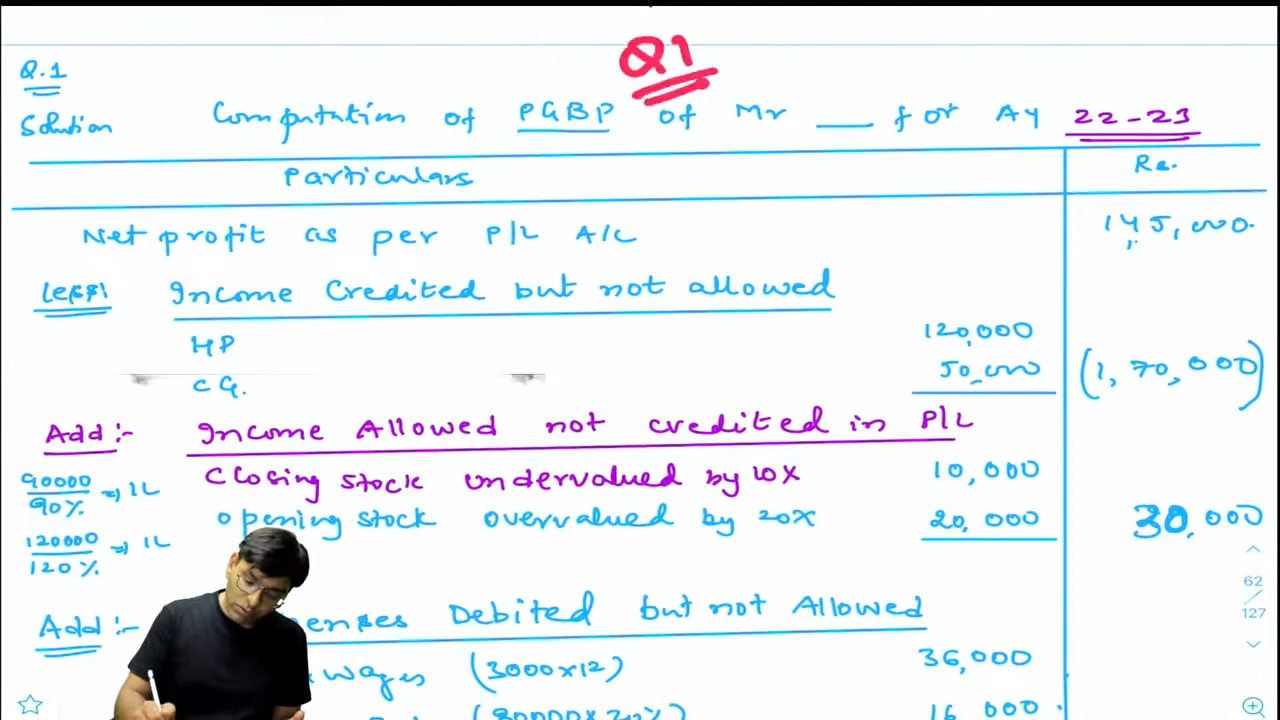 Q1
Q.1
Solution Computation of PGBP of Mr ___ for AY 22-23
Particulars Rs.
Net profit as per P/L A/C 145,000.
Less:- Income Credited but not allowed
HP 120,000
CG. 50,000 (1,70,000)
Add:- Income Allowed not credited in P/L
90000/90% => 1L Closing stock undervalued by 10% 10,000
120000/120% => 1L opening stock overvalued by 20% 20,000 30,000
Add:- Debited but not Allowed
wages (3000x12) 36,000
16,000
62
/
127